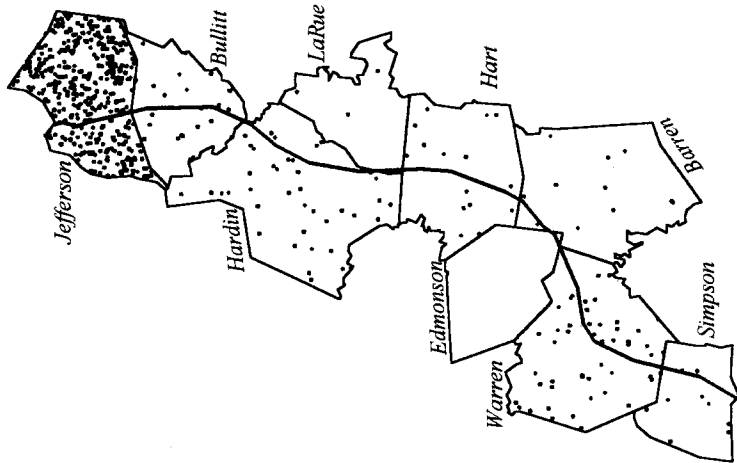 Jefferson
Bullitt
LaRue
Hardin
Hart
Barren
Edmonson
Warren
Simpson